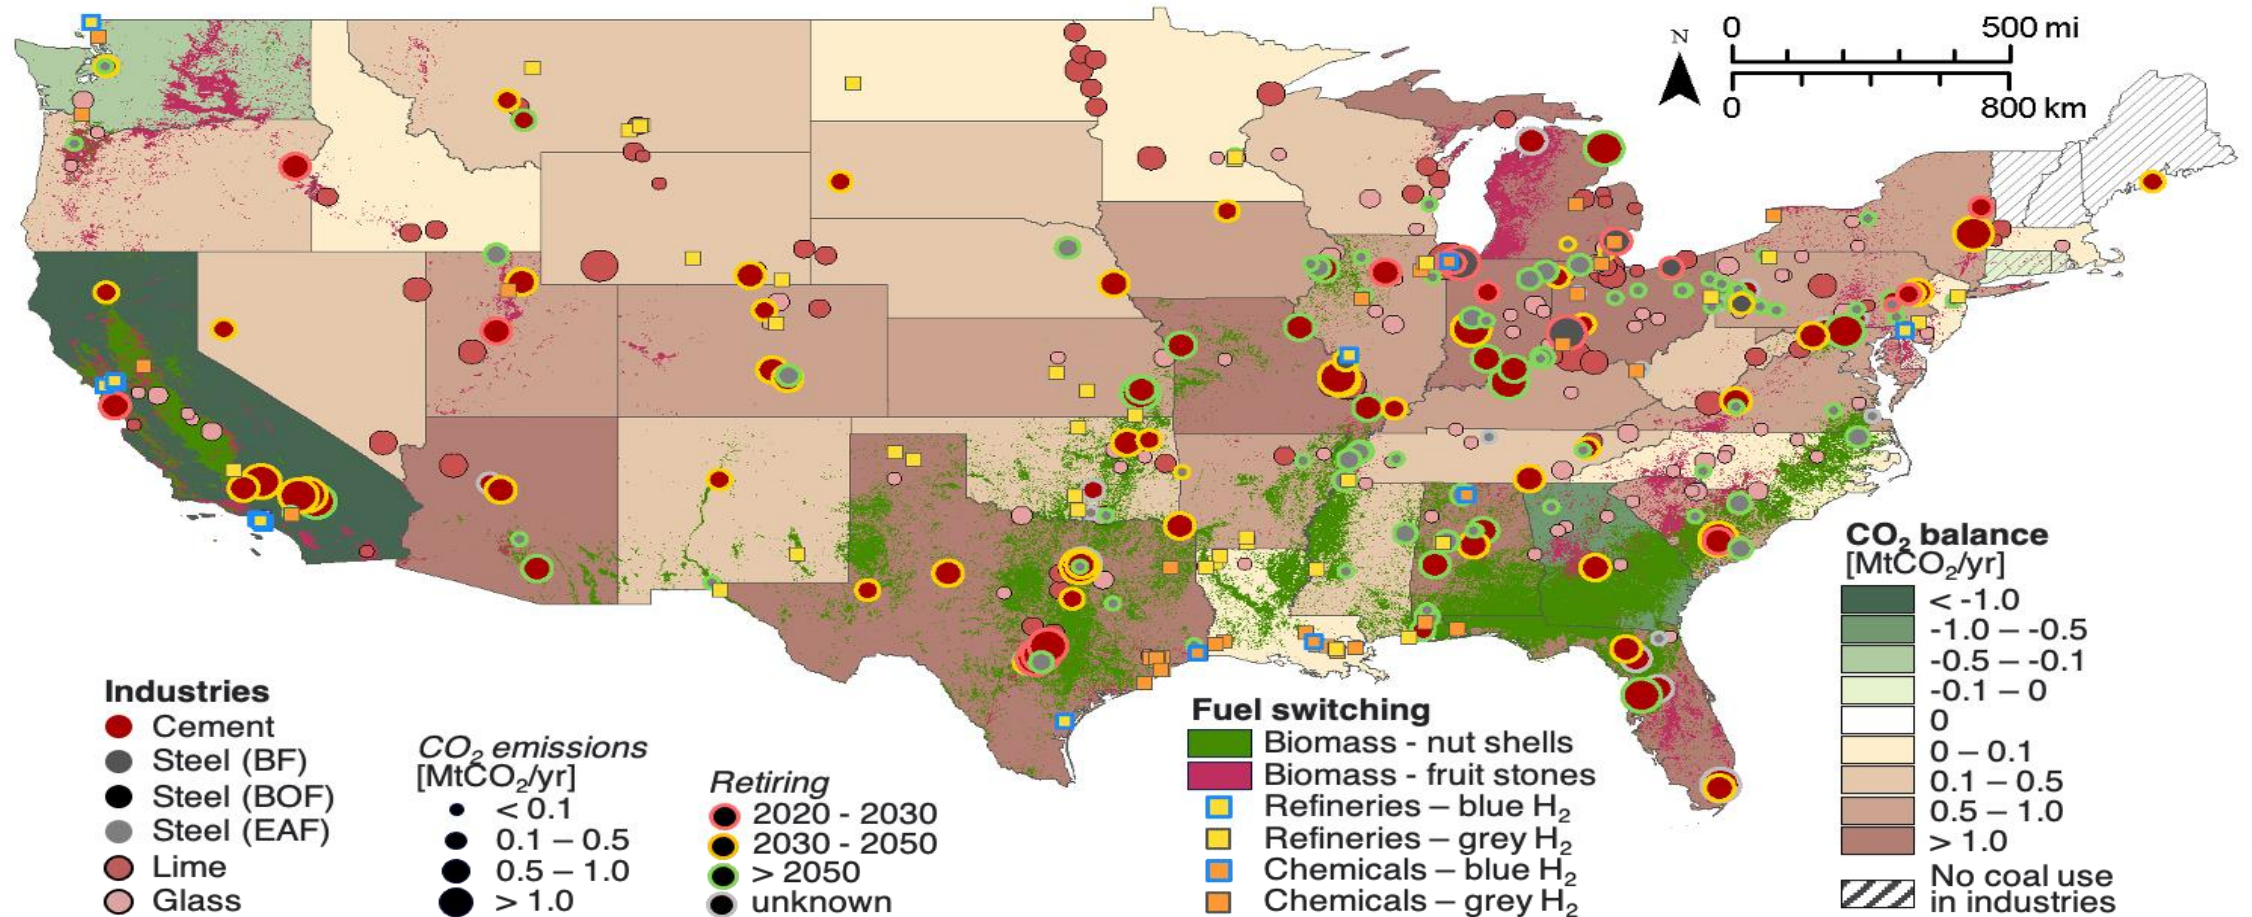 N
0 500 mi
0 800 km
Industries
Cement
Steel (BF)
Steel (BOF)
Steel (EAF)
Lime
Glass
CO₂ emissions
[MtCO₂/yr]
< 0.1
0.1 – 0.5
0.5 – 1.0
> 1.0
Retiring
2020 - 2030
2030 - 2050
> 2050
unknown
Fuel switching
Biomass - nut shells
Biomass - fruit stones
Refineries – blue H₂
Refineries – grey H₂
Chemicals – blue H₂
Chemicals – grey H₂
CO₂ balance
[MtCO₂/yr]
< -1.0
-1.0 – -0.5
-0.5 – -0.1
-0.1 – 0
0
0 – 0.1
0.1 – 0.5
0.5 – 1.0
> 1.0
No coal use
in industries